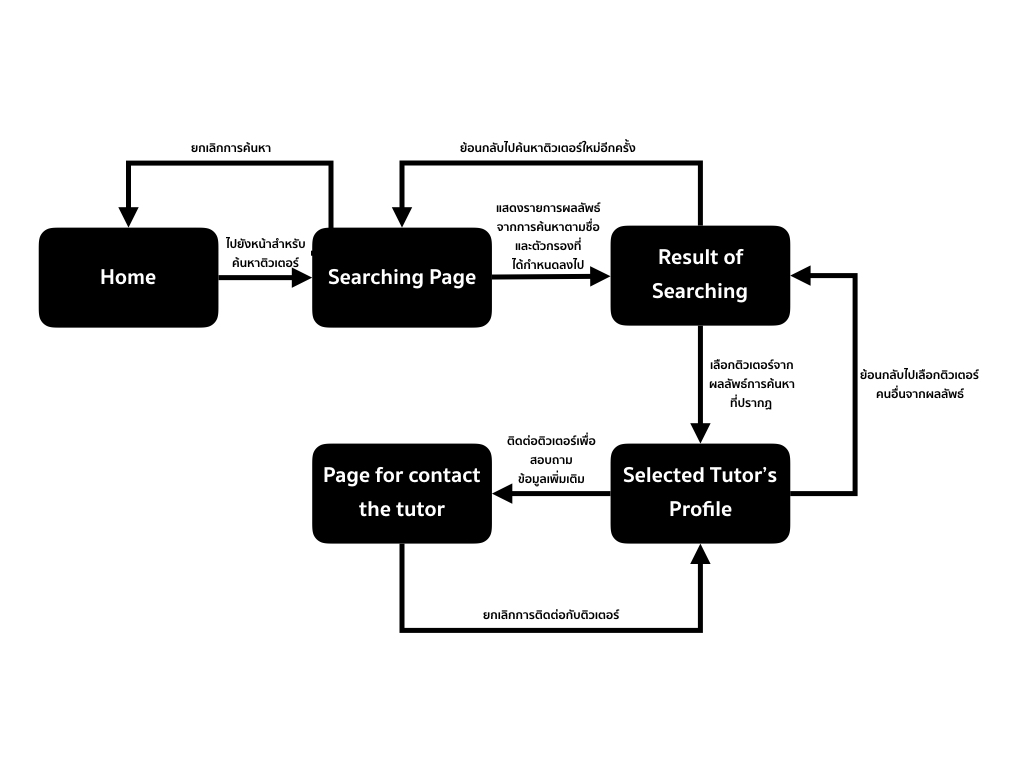 ยกเลิกการค้นหา
ย้อนกลับไปค้นหาติวเตอร์ใหม่อีกครั้ง
ไปยังหน้าสำหรับ
ค้นหาติวเตอร์
แสดงรายการผลลัพธ์
จากการค้นหาตามชื่อ
และตัวกรองที่
ได้กำหนดลงไป
Home
Searching Page
Result of
Searching
เลือกติวเตอร์จาก
ผลลัพธ์การค้นหา
ที่ปรากฏ
ย้อนกลับไปเลือกติวเตอร์
คนอื่นจากผลลัพธ์
ติดต่อติวเตอร์เพื่อ
สอบถาม
ข้อมูลเพิ่มเติม
Page for contact
the tutor
Selected Tutor's
Profile
ยกเลิกการติดต่อกับติวเตอร์